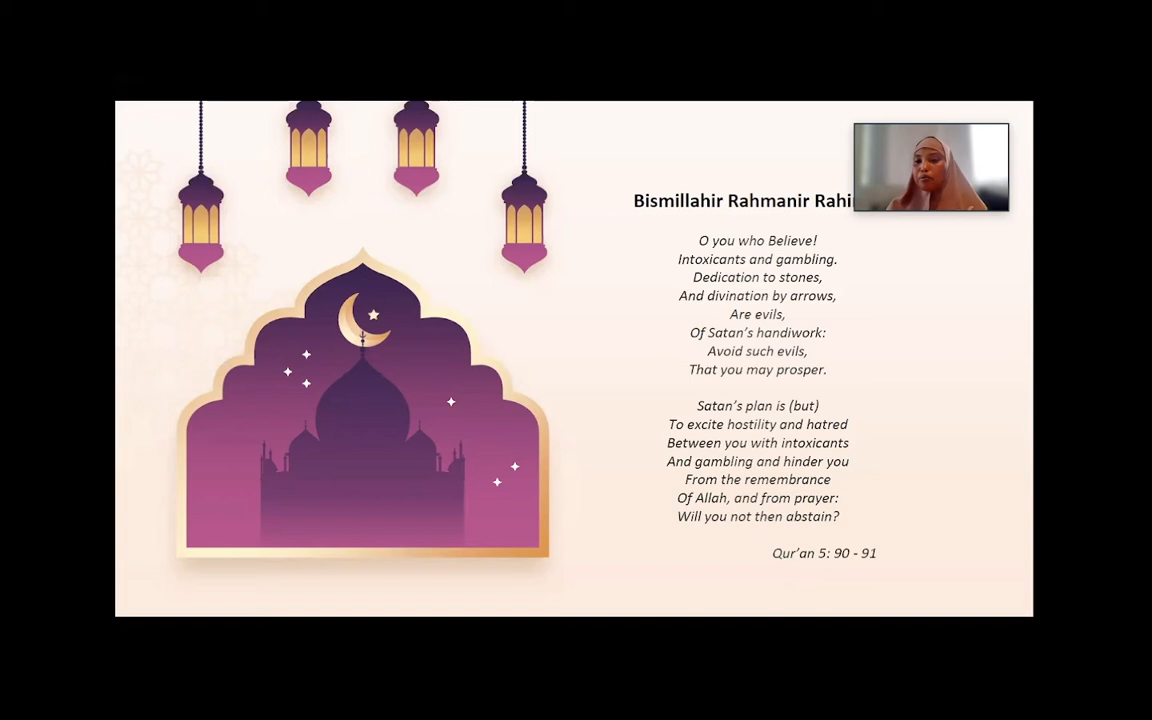 Bismillahir Rahmanir Rahi
O you who Believe!
Intoxicants and gambling.
Dedication to stones,
And divination by arrows,
Are evils,
Of Satan's handiwork:
Avoid such evils,
That you may prosper.
Satan's plan is (but)
To excite hostility and hatred
Between you with intoxicants
And gambling and hinder you
From the remembrance
Of Allah, and from prayer:
Will you not then abstain?
Qur'an 5: 90 - 91